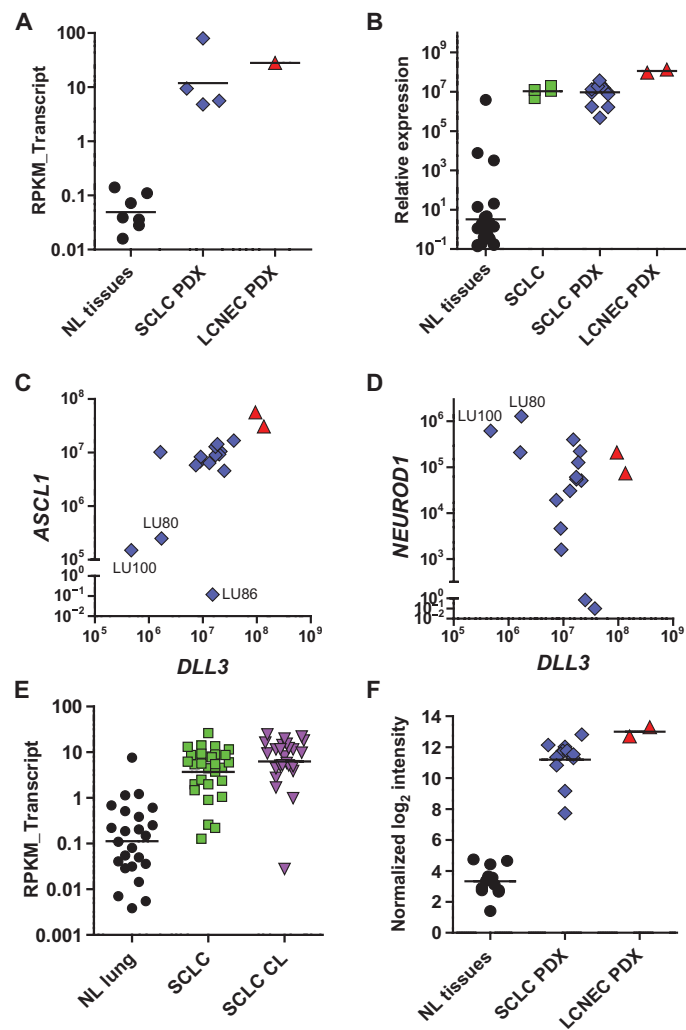 A
RPKM_Transcript
100
10
1
0.1
0.01
NL tissues
SCLC PDX
LCNEC PDX
B
Relative expression
10⁹
10⁷
10⁵
10³
10¹
10⁻¹
NL tissues
SCLC
SCLC PDX
LCNEC PDX
C
ASCL1
10⁸
10⁷
10⁶
10⁵
10⁰
10⁻¹
10⁻²
LU80
LU100
LU86
10⁵ 10⁶ 10⁷ 10⁸ 10⁹
DLL3
D
NEUROD1
10⁶
10⁵
10⁴
10³
10⁰
10⁻¹
10⁻²
LU80
LU100
10⁵ 10⁶ 10⁷ 10⁸ 10⁹
DLL3
E
RPKM_Transcript
100
10
1
0.1
0.01
0.001
NL lung
SCLC
SCLC CL
F
Normalized log₂ intensity
14
12
10
8
6
4
2
0
NL tissues
SCLC PDX
LCNEC PDX